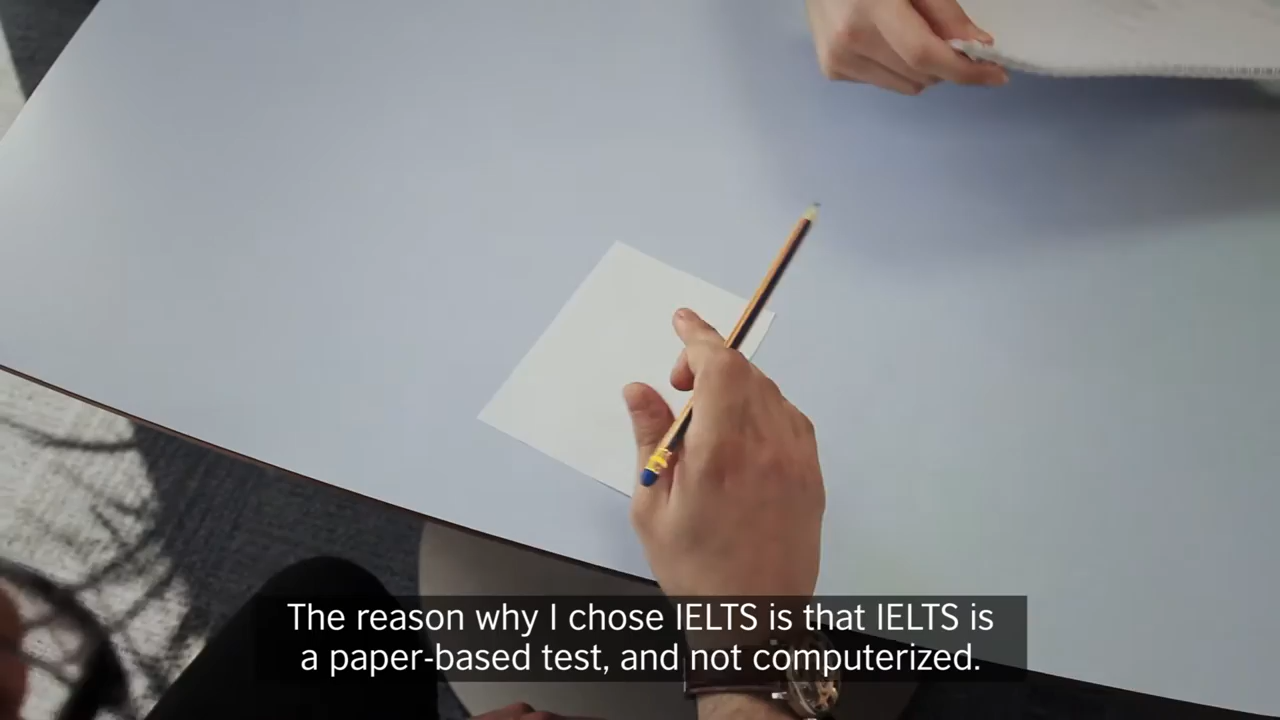 The reason why I chose IELTS is that IELTS is
a paper-based test, and not computerized.